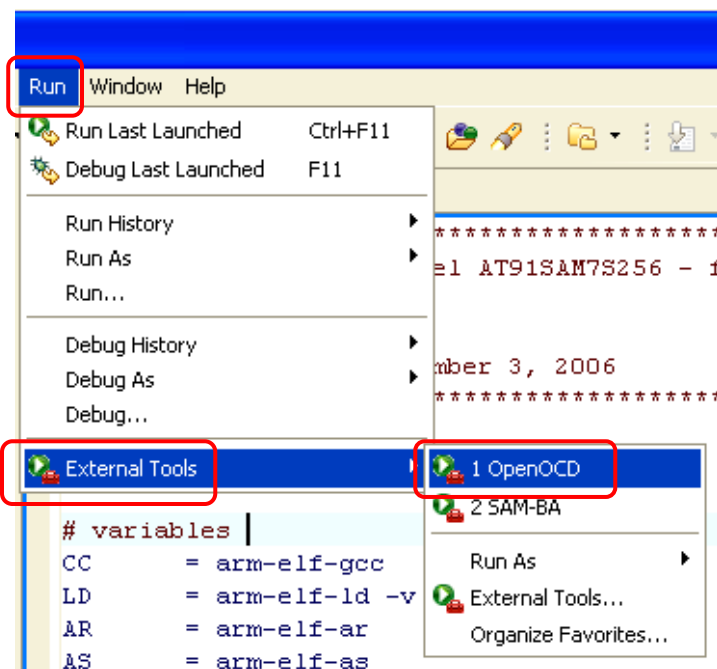 Run Window Help
Run Last Launched Ctrl+F11
Debug Last Launched F11
Run History
Run As
Run...
Debug History
Debug As
Debug...
External Tools
1 OpenOCD
2 SAM-BA
Run As
External Tools...
Organize Favorites...
*******************
el AT91SAM7S256 -
mber 3, 2006
*******************
# variables
CC = arm-elf-gcc
LD = arm-elf-ld -v
AR = arm-elf-ar
AS = arm-elf-as